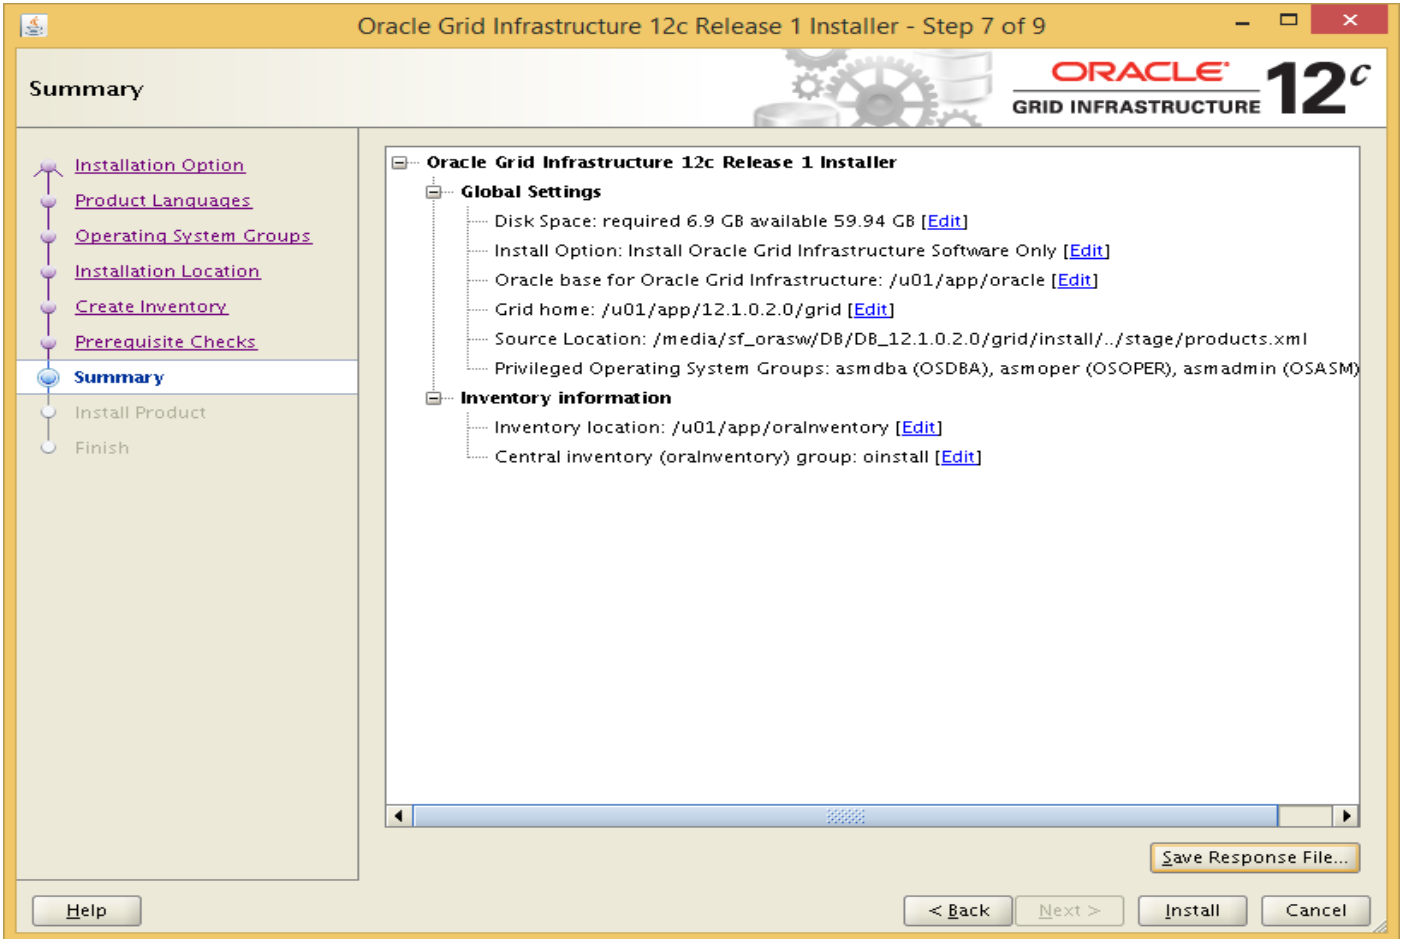 Oracle Grid Infrastructure 12c Release 1 Installer - Step 7 of 9
Summary
ORACLE
GRID INFRASTRUCTURE
12c
Installation Option
Product Languages
Operating System Groups
Installation Location
Create Inventory
Prerequisite Checks
Summary
Install Product
Finish
Oracle Grid Infrastructure 12c Release 1 Installer
Global Settings
Disk Space: required 6.9 GB available 59.94 GB [Edit]
Install Option: Install Oracle Grid Infrastructure Software Only [Edit]
Oracle base for Oracle Grid Infrastructure: /u01/app/oracle [Edit]
Grid home: /u01/app/12.1.0.2.0/grid [Edit]
Source Location: /media/sf_orasw/DB/DB_12.1.0.2.0/grid/install/../stage/products.xml
Privileged Operating System Groups: asmdba (OSDBA), asmoper (OSOPER), asmadmin (OSASM)
Inventory information
Inventory location: /u01/app/oraInventory [Edit]
Central inventory (oraInventory) group: oinstall [Edit]
Save Response File...
Help
< Back
Next >
Install
Cancel